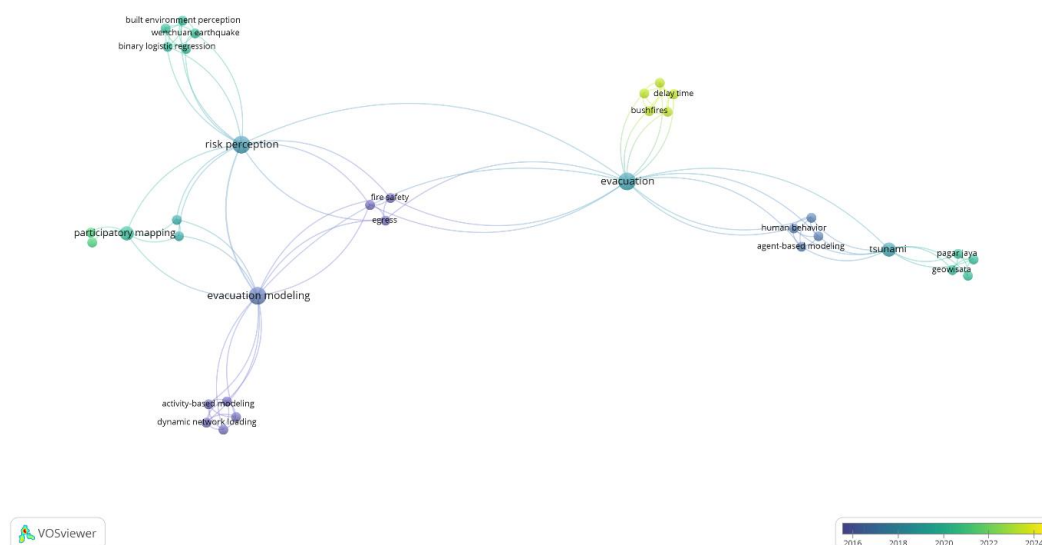 built environment perception
wenchuan earthquake
binary logistic regression
delay time
bushfires
risk perception
evacuation
fire safety
egress
participatory mapping
human behavior
agent-based modeling
tsunami
pagar jaya
geowisata
evacuation modeling
activity-based modeling
dynamic network loading
VOSviewer
2016 2018 2020 2022 2024